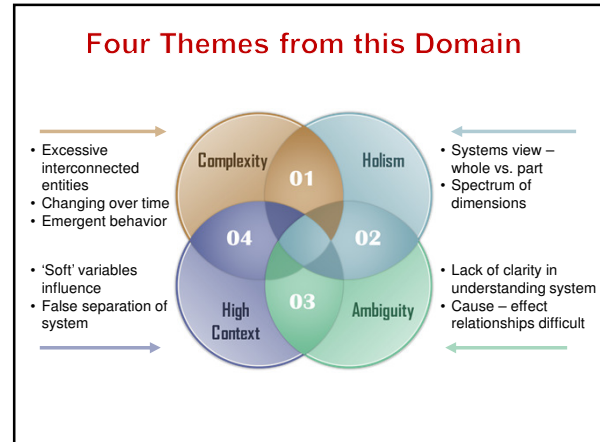 Four Themes from this Domain
• Excessive
interconnected
entities
• Changing over time
• Emergent behavior
• 'Soft' variables
influence
• False separation of
system
Complexity
Holism
01
04
02
03
High
Context
Ambiguity
• Systems view –
whole vs. part
• Spectrum of
dimensions
• Lack of clarity in
understanding system
• Cause – effect
relationships difficult